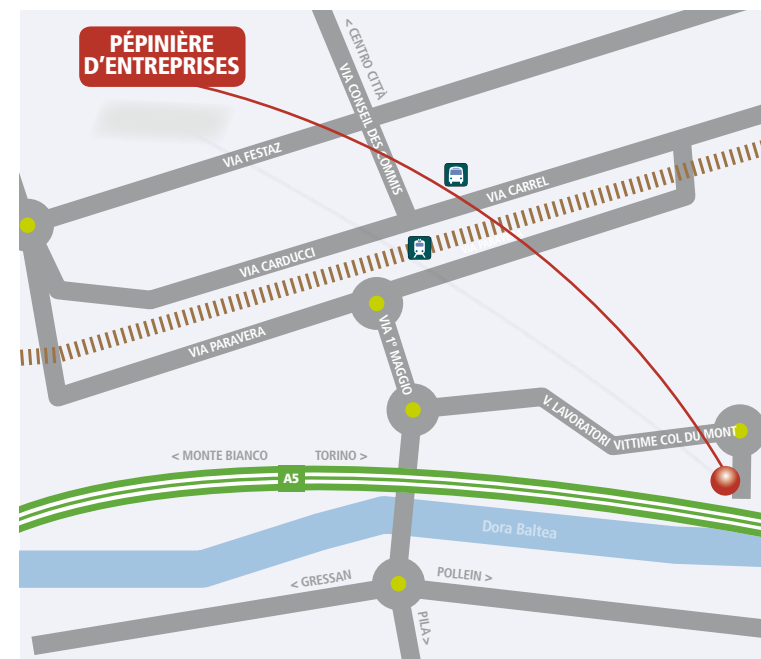 PÉPINIÈRE
D'ENTREPRISES
< CENTRO CITTÀ
VIA CONSEIL DES COMMIS
VIA FESTAZ
VIA CARREL
VIA CARDUCCI
VIA PARAVERA
VIA 1° MAGGIO
V. LAVORATORI VITTIME COL DU MONT
< MONTE BIANCO
TORINO >
A5
Dora Baltea
< GRESSAN
POLLEIN >
PILA >